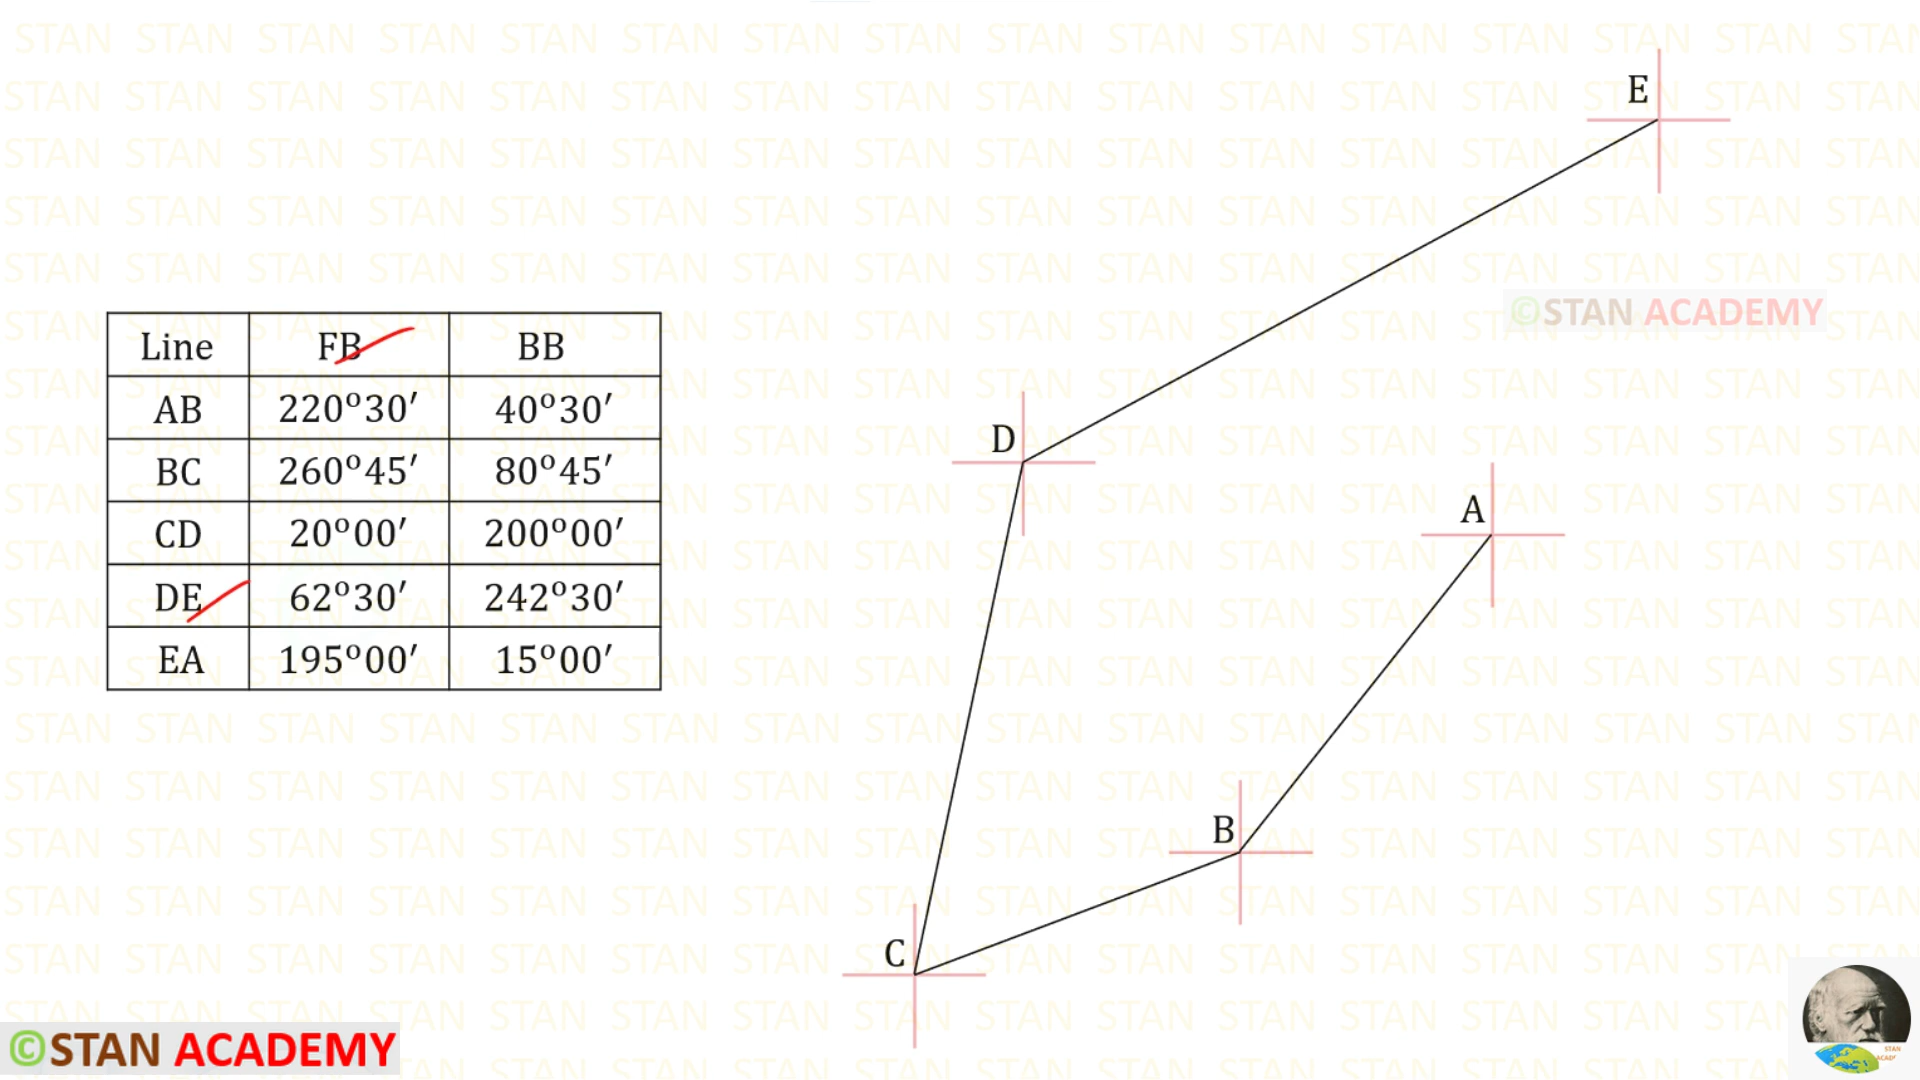 Line FB BB
AB 220°30′ 40°30′
BC 260°45′ 80°45′
CD 20°00′ 200°00′
DE 62°30′ 242°30′
EA 195°00′ 15°00′
E
D
A
B
C
©STAN ACADEMY
©STAN ACADEMY
STAN